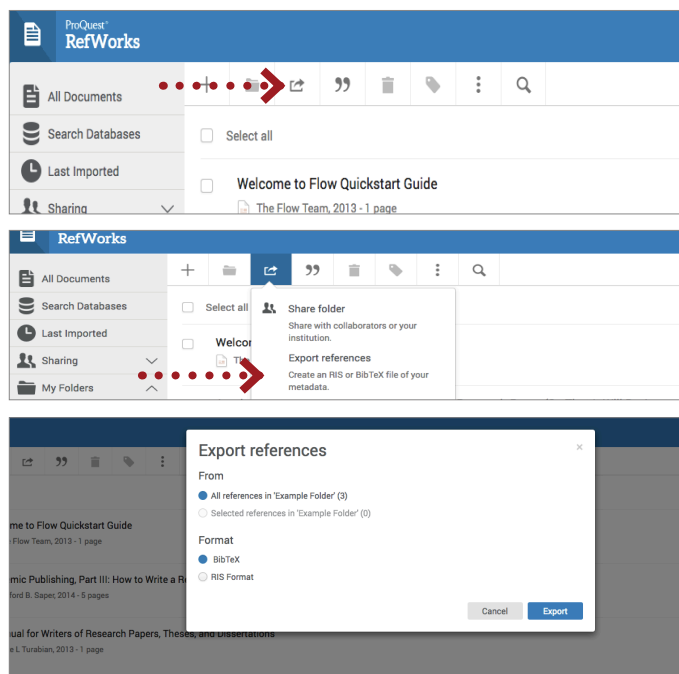 ProQuest®
RefWorks
All Documents
Search Databases
Last Imported
Sharing
Select all
Welcome to Flow Quickstart Guide
The Flow Team, 2013 - 1 page
RefWorks
All Documents
Search Databases
Last Imported
Sharing
My Folders
Select all
Welcor
Th
Share folder
Share with collaborators or your
institution.
Export references
Create an RIS or BibTeX file of your
metadata.
me to Flow Quickstart Guide
Flow Team, 2013 - 1 page
mic Publishing, Part III: How to Write a R
ford B. Saper, 2014 - 5 pages
ual for Writers of Research Papers, Theses, and Dissertations
e L Turabian, 2013 - 1 page
Export references
×
From
All references in 'Example Folder' (3)
Selected references in 'Example Folder' (0)
Format
BibTeX
RIS Format
Cancel
Export